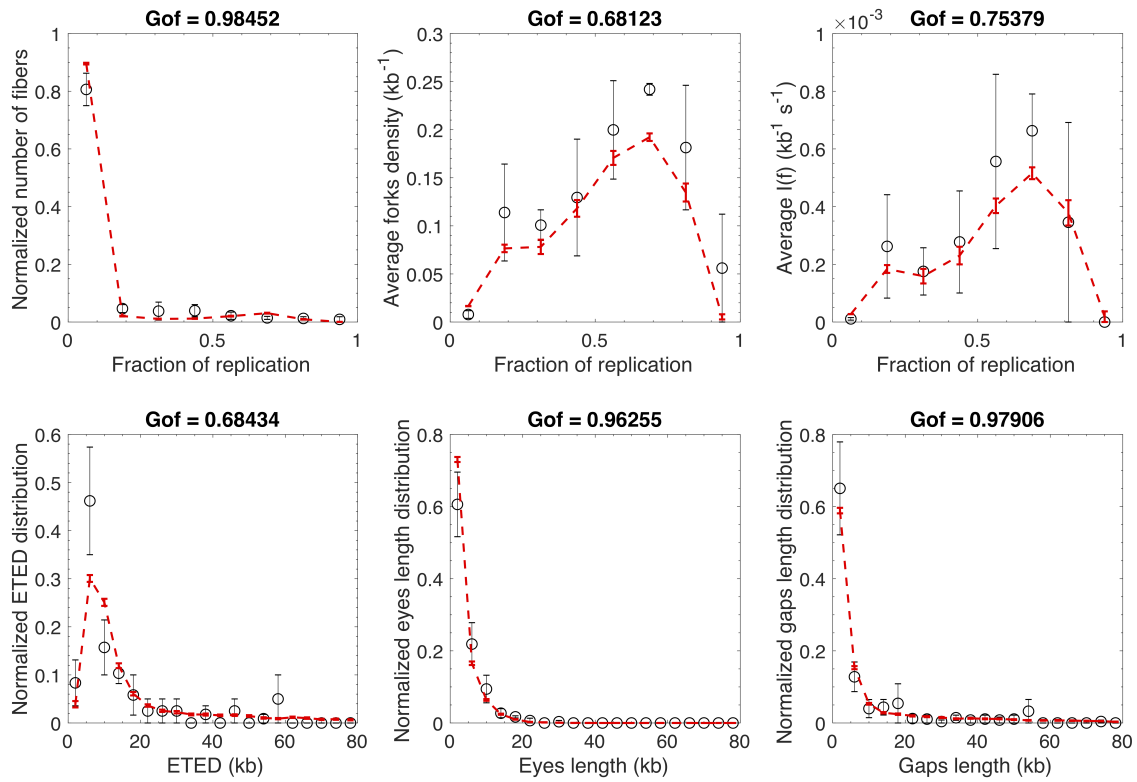 Gof = 0.98452
Normalized number of fibers
1
0.8
0.6
0.4
0.2
0
0 0.5 1
Fraction of replication
Gof = 0.68123
Average forks density (kb⁻¹)
0.3
0.25
0.2
0.15
0.1
0.05
0
0 0.5 1
Fraction of replication
Gof = 0.75379
×10⁻³
Average I(f) (kb⁻¹ s⁻¹)
1
0.8
0.6
0.4
0.2
0
0 0.5 1
Fraction of replication
Gof = 0.68434
Normalized ETED distribution
0.6
0.5
0.4
0.3
0.2
0.1
0
0 20 40 60 80
ETED (kb)
Gof = 0.96255
Normalized eyes length distribution
0.8
0.6
0.4
0.2
0
0 20 40 60 80
Eyes length (kb)
Gof = 0.97906
Normalized gaps length distribution
0.8
0.6
0.4
0.2
0
0 20 40 60 80
Gaps length (kb)